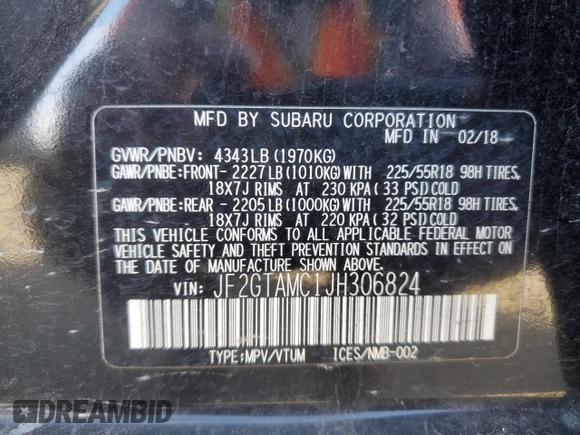 MFD BY SUBARU CORPORATION
MFD IN 02/18
GVWR/PNBV: 4343LB (1970KG)
GAWR/PNBE:FRONT- 2227LB(1010KG)WITH 225/55R18 98H TIRES,
18X7J RIMS AT 230 KPA(33 PSI)COLD
GAWR/PNBE:REAR - 2205LB(1000KG)WITH 225/55R18 98H TIRES,
18X7J RIMS AT 220 KPA(32 PSI)COLD
THIS VEHICLE CONFORMS TO ALL APPLICABLE FEDERAL MOTOR
VEHICLE SAFETY AND THEFT PREVENTION STANDARDS IN EFFECT ON
THE DATE OF MANUFACTURE SHOWN ABOVE.
VIN: JF2GTAMC1JH306824
TYPE:MPV/VTUM ICES/NMB-002
DREAMBID